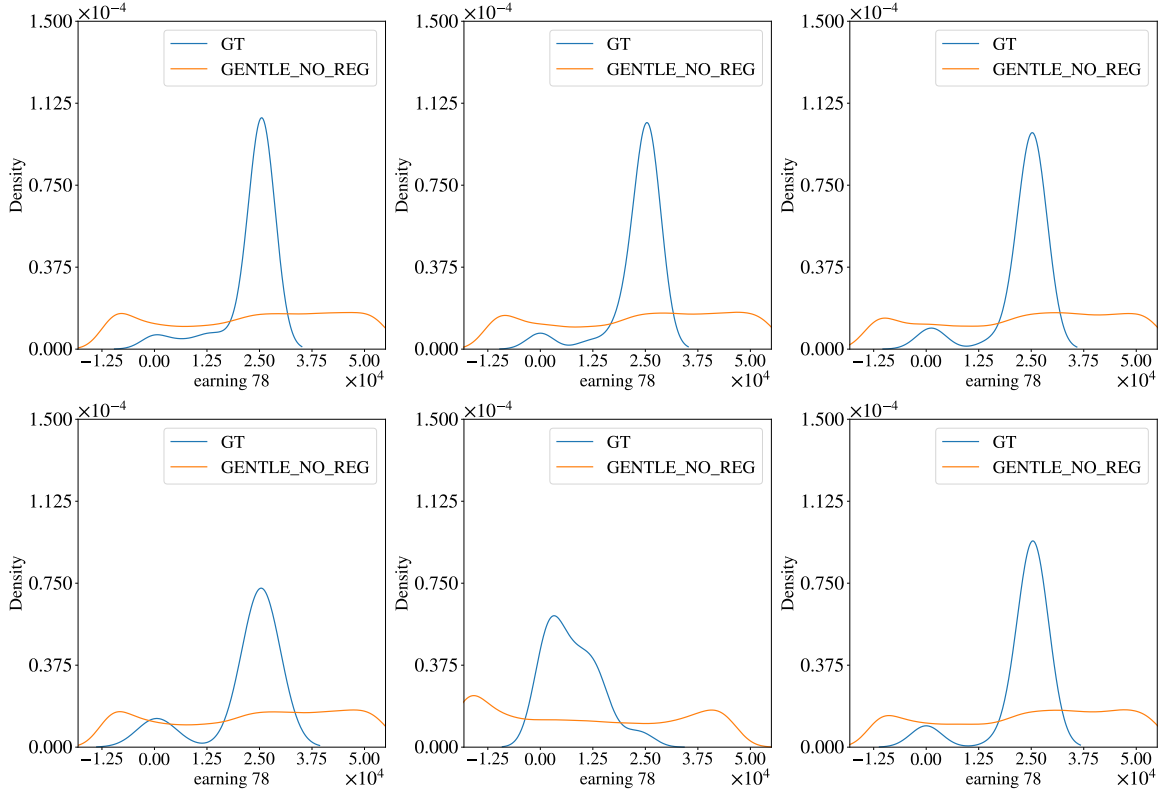 ×10⁻⁴ ×10⁻⁴ ×10⁻⁴
1.500 1.500 1.500
GT GT GT
GENTLE_NO_REG GENTLE_NO_REG GENTLE_NO_REG
1.125 1.125 1.125
0.750 0.750 0.750
Density Density Density
0.375 0.375 0.375
0.000 0.000 0.000
−1.25 0.00 1.25 2.50 3.75 5.00 −1.25 0.00 1.25 2.50 3.75 5.00 −1.25 0.00 1.25 2.50 3.75 5.00
earning 78 ×10⁴ earning 78 ×10⁴ earning 78 ×10⁴
×10⁻⁴ ×10⁻⁴ ×10⁻⁴
1.500 1.500 1.500
GT GT GT
GENTLE_NO_REG GENTLE_NO_REG GENTLE_NO_REG
1.125 1.125 1.125
0.750 0.750 0.750
Density Density Density
0.375 0.375 0.375
0.000 0.000 0.000
−1.25 0.00 1.25 2.50 3.75 5.00 −1.25 0.00 1.25 2.50 3.75 5.00 −1.25 0.00 1.25 2.50 3.75 5.00
earning 78 ×10⁴ earning 78 ×10⁴ earning 78 ×10⁴